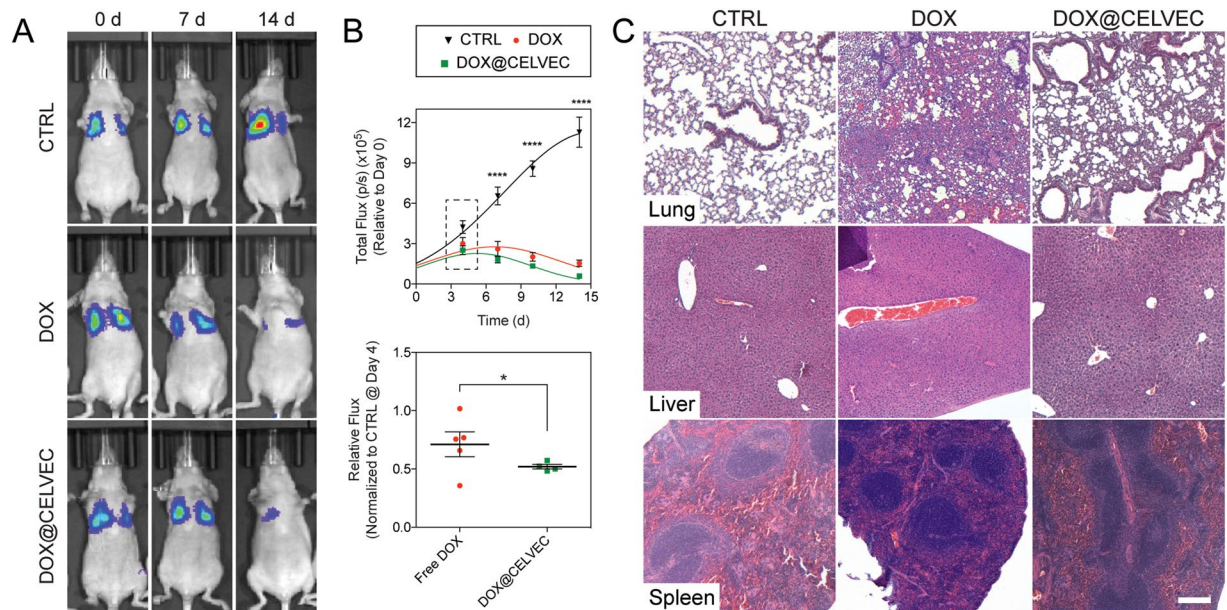 A
0 d 7 d 14 d
CTRL
DOX
DOX@CELVEC
B
CTRL DOX
DOX@CELVEC
Total Flux (p/s) (x10⁵)
(Relative to Day 0)
12
9
6
3
0
****
****
****
0 3 6 9 12 15
Time (d)
Relative Flux
(Normalized to CTRL @ Day 4)
1.5
1.0
0.5
0.0
*
Free DOX
DOX@CELVEC
C
CTRL DOX DOX@CELVEC
Lung
Liver
Spleen